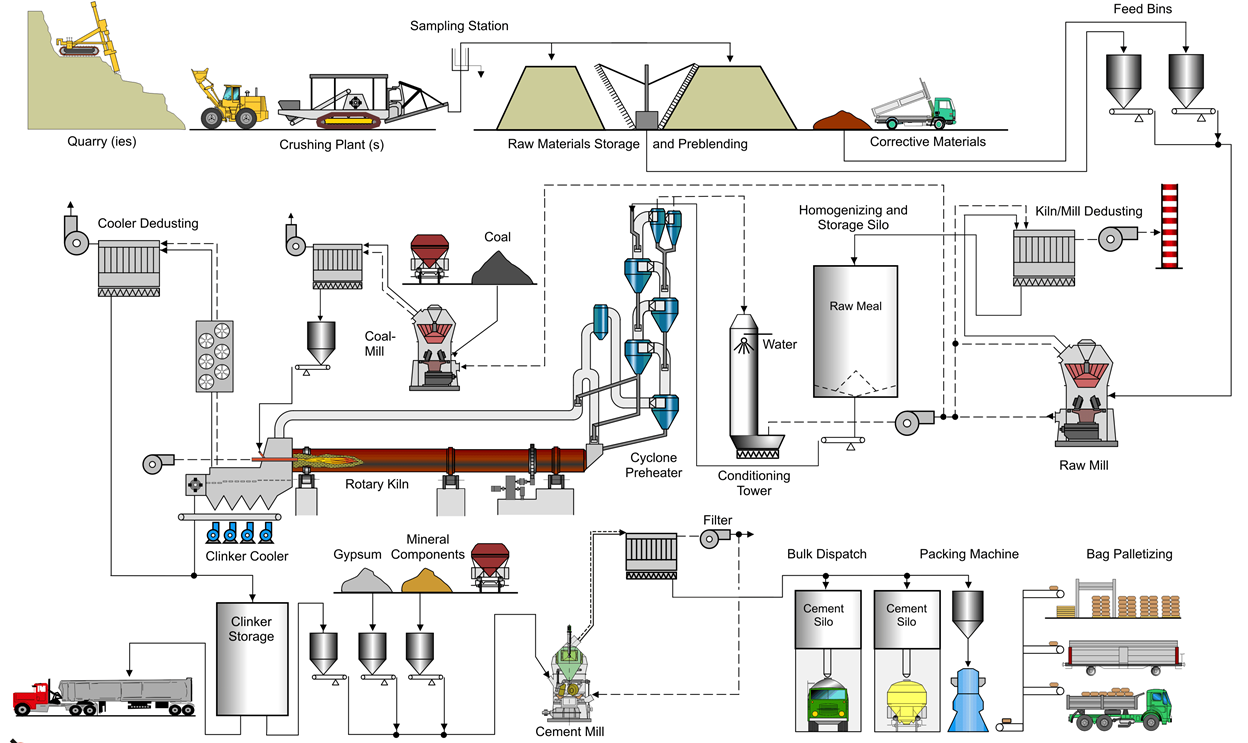 Feed Bins
Sampling Station
Quarry (ies)
Crushing Plant (s)
Raw Materials Storage and Preblending
Corrective Materials
Cooler Dedusting
Coal
Homogenizing and
Storage Silo
Kiln/Mill Dedusting
Raw Meal
Coal-
Mill
Water
Cyclone
Preheater
Raw Mill
Conditioning
Tower
Rotary Kiln
Clinker Cooler
Filter
Gypsum
Mineral
Components
Bulk Dispatch
Packing Machine
Bag Palletizing
Clinker
Storage
Cement
Silo
Cement
Silo
Cement Mill